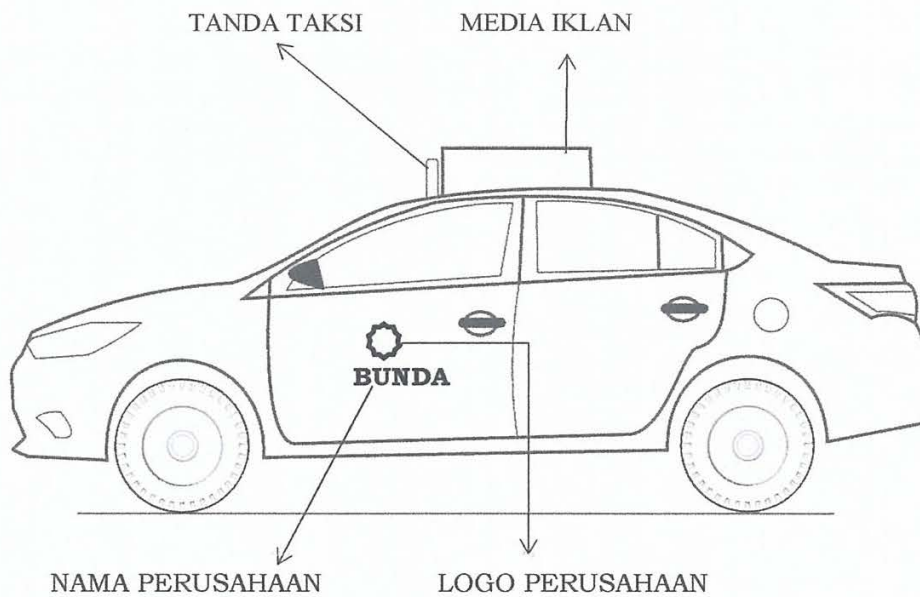 TANDA TAKSI
MEDIA IKLAN
BUNDA
NAMA PERUSAHAAN
LOGO PERUSAHAAN